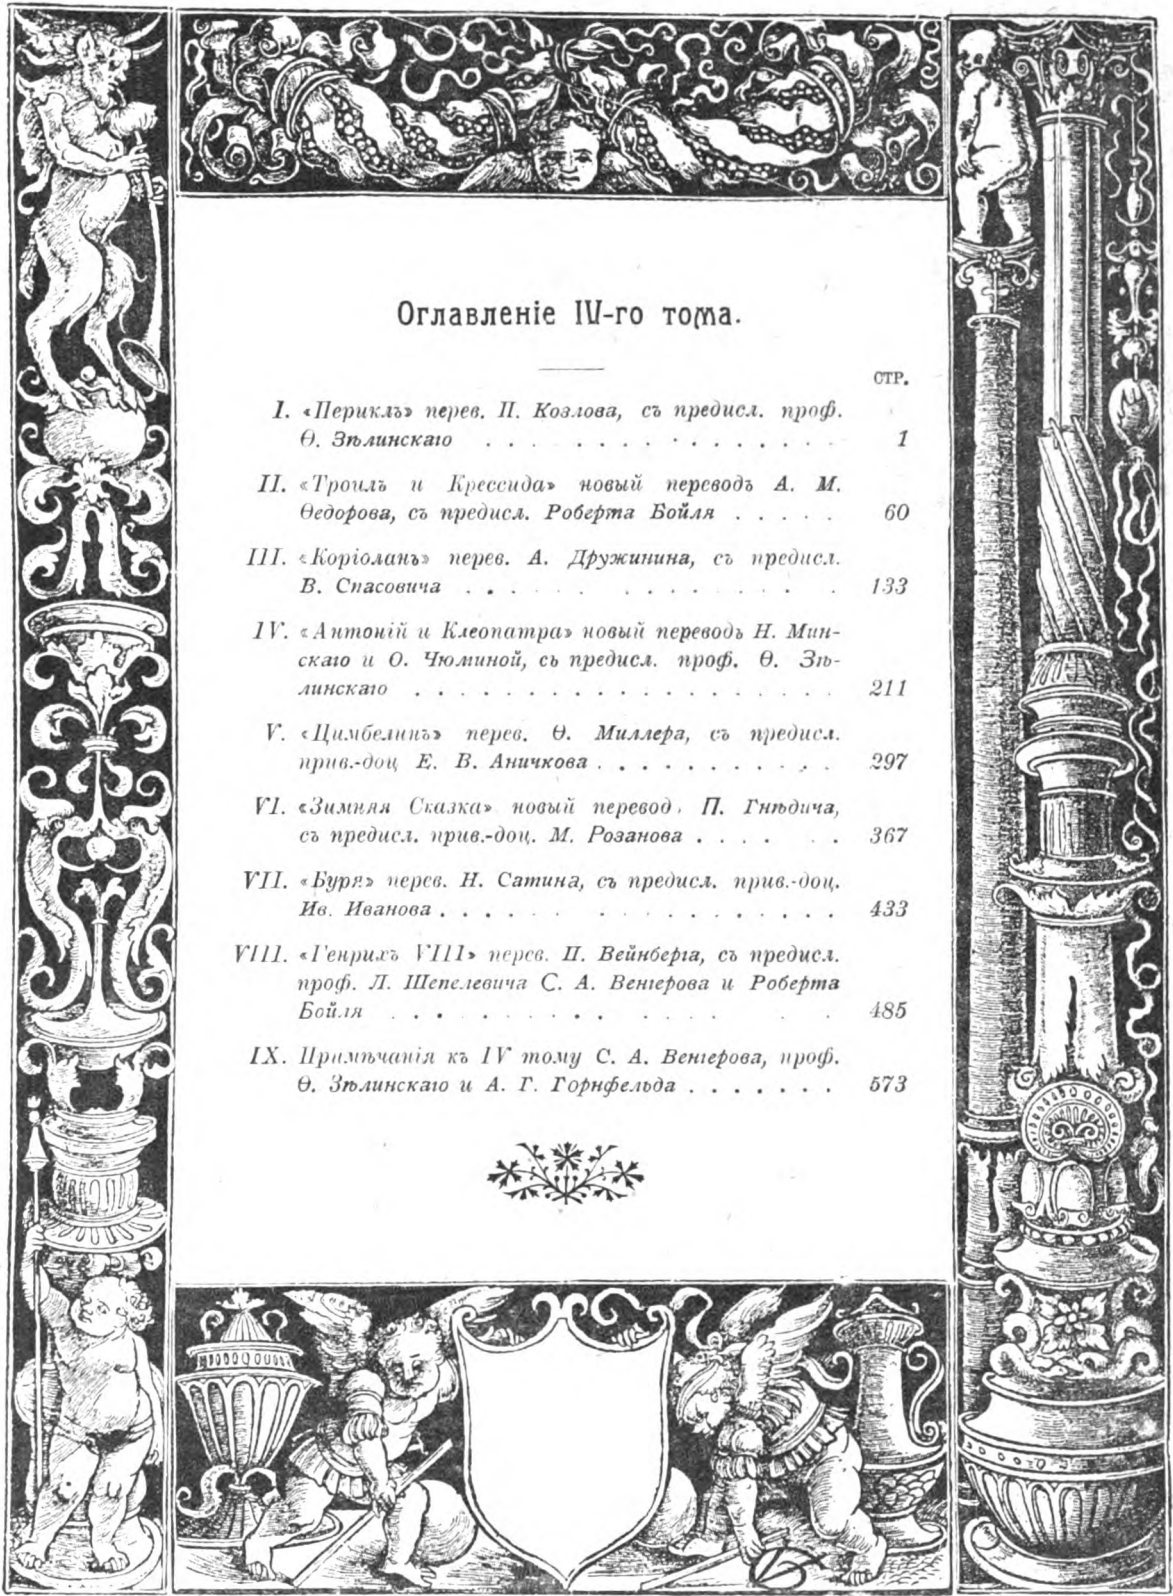 Оглавленіе IV-го тома.
СТР.
I. «Периклъ» перев. П. Козлова, съ предисл. проф.
Ѳ. Зѣлинскаго . . . . . . . . . . . . . . . . 1
II. «Троилъ и Крессида» новый переводъ А. М.
Ѳедорова, съ предисл. Роберта Бойля . . . . . 60
III. «Коріоланъ» перев. А. Дружинина, съ предисл.
В. Спасовича . . . . . . . . . . . . . . 133
IV. «Антоній и Клеопатра» новый переводъ Н. Мин-
скаго и О. Чюминой, съ предисл. проф. Ѳ. Зѣ-
линскаго . . . . . . . . . . . . . . . . . . 211
V. «Цимбелинъ» перев. Ѳ. Миллера, съ предисл.
прив.-доц Е. В. Аничкова . . . . . . . . . . . 297
VI. «Зимняя Сказка» новый перевод. П. Гнѣдича,
съ предисл. прив.-доц. М. Розанова . . . . . . 367
VII. «Буря» перев. Н. Сатина, съ предисл. прив.-доц.
Ив. Иванова . . . . . . . . . . . . . . . . . 433
VIII. «Генрихъ VIII» перев. П. Вейнберга, съ предисл.
проф. Л. Шепелевича С. А. Венгерова и Роберта
Бойля . . . . . . . . . . . . . . 485
IX. Примѣчанія къ IV тому С. А. Венгерова, проф.
Ѳ. Зѣлинскаго и А. Г. Горнфельда . . . . . . . 573